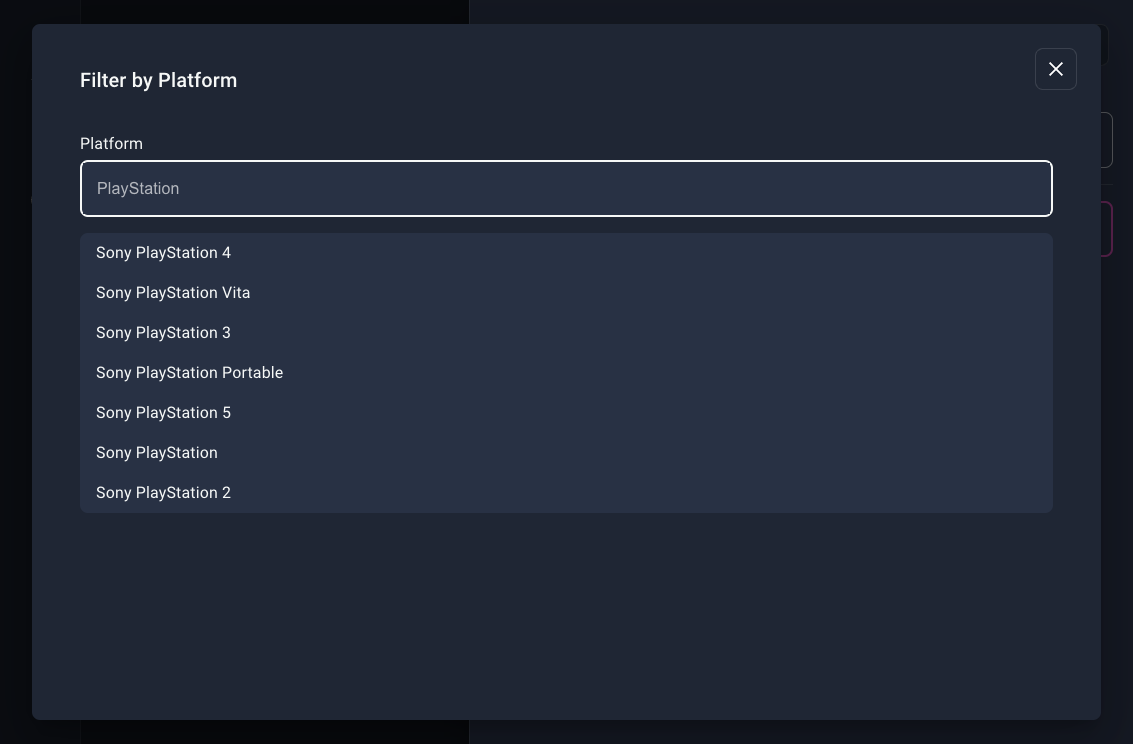 Filter by Platform
Platform
PlayStation
Sony PlayStation 4
Sony PlayStation Vita
Sony PlayStation 3
Sony PlayStation Portable
Sony PlayStation 5
Sony PlayStation
Sony PlayStation 2